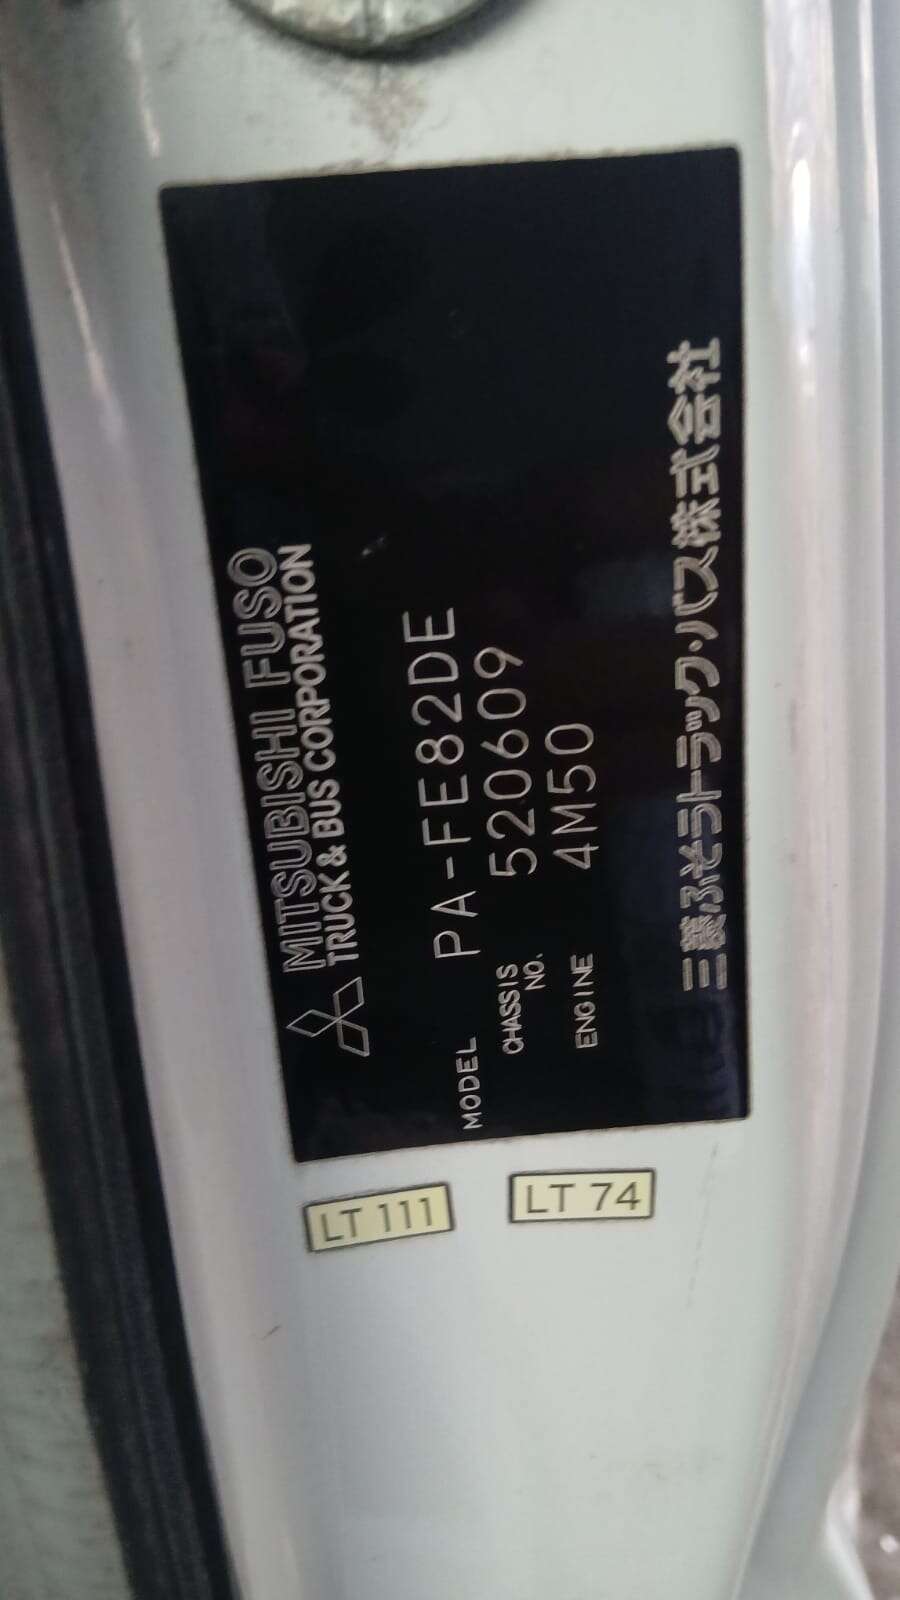 MITSUBISHI FUSO
TRUCK & BUS CORPORATION
MODEL PA-FE82DE
CHASSIS NO. 520609
ENGINE 4M50
三菱ふそうトラック・バス株式会社
LT 111
LT 74